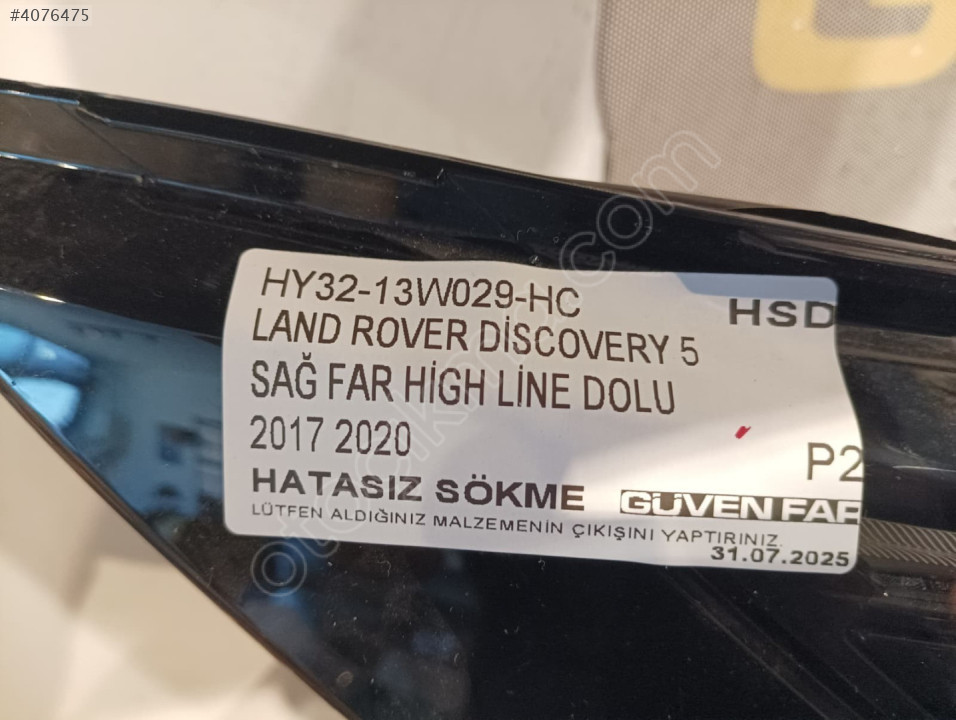 #4076475
HY32-13W029-HC
HSD
LAND ROVER DİSCOVERY 5
SAĞ FAR HİGH LİNE DOLU
2017 2020
P2
HATASIZ SÖKME GÜVEN FAR
LÜTFEN ALDIĞINIZ MALZEMENİN ÇIKIŞINI YAPTIRINIZ.
31.07.2025